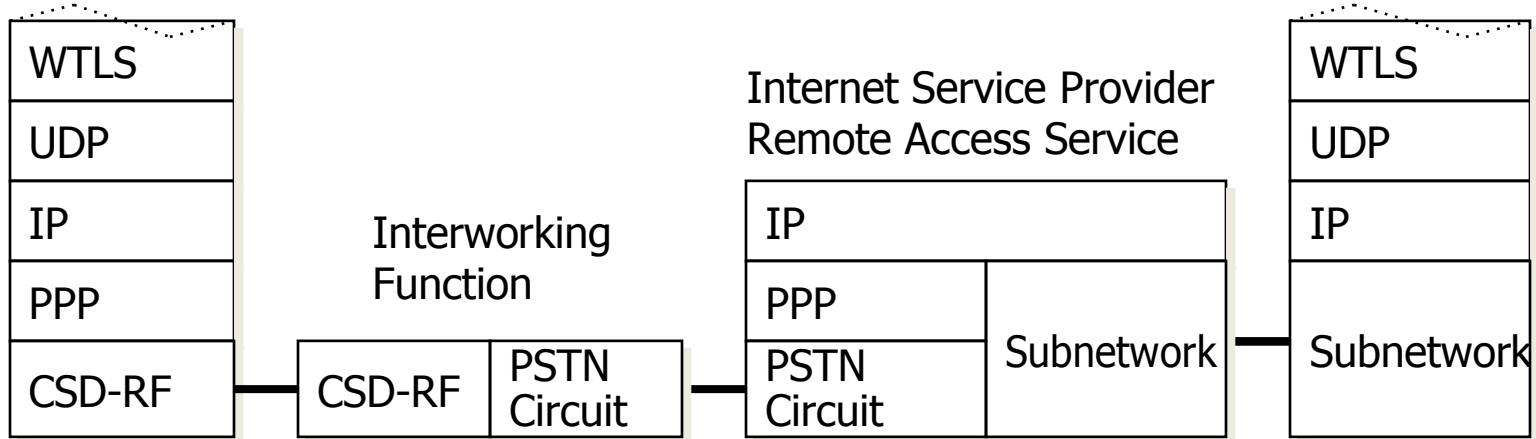 WTLS
UDP
IP
PPP
CSD-RF
Interworking
Function
CSD-RF
PSTN
Circuit
Internet Service Provider
Remote Access Service
IP
PPP
PSTN
Circuit
Subnetwork
WTLS
UDP
IP
Subnetwork